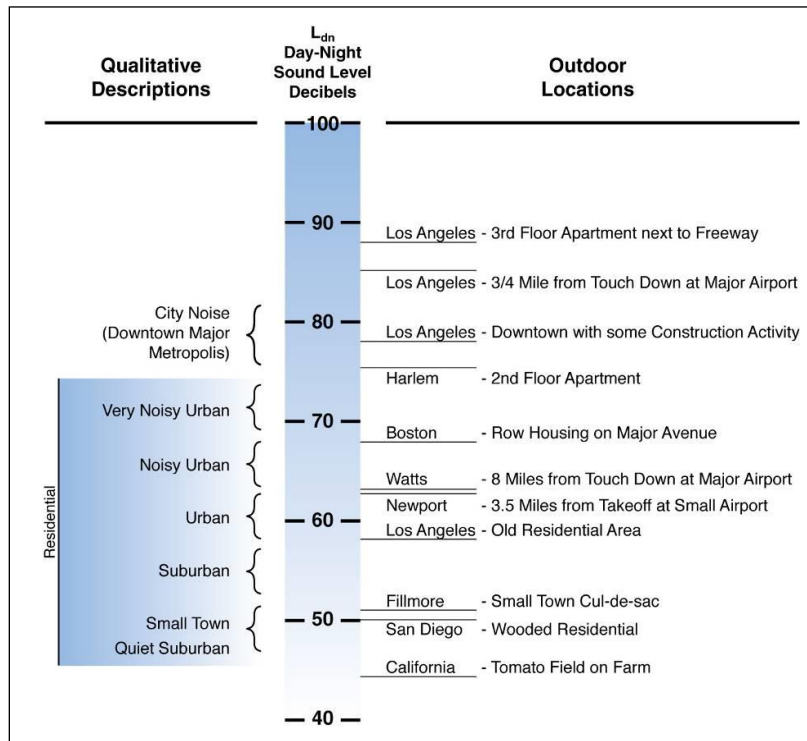 Qualitative
Descriptions
L_dn
Day-Night
Sound Level
Decibels
Outdoor
Locations
100
90
Los Angeles - 3rd Floor Apartment next to Freeway
Los Angeles - 3/4 Mile from Touch Down at Major Airport
City Noise
(Downtown Major
Metropolis)
80
Los Angeles - Downtown with some Construction Activity
Harlem - 2nd Floor Apartment
Very Noisy Urban
70
Boston - Row Housing on Major Avenue
Noisy Urban
Watts - 8 Miles from Touch Down at Major Airport
Newport - 3.5 Miles from Takeoff at Small Airport
Residential
Urban
60
Los Angeles - Old Residential Area
Suburban
Fillmore - Small Town Cul-de-sac
Small Town
50
San Diego - Wooded Residential
Quiet Suburban
California - Tomato Field on Farm
40